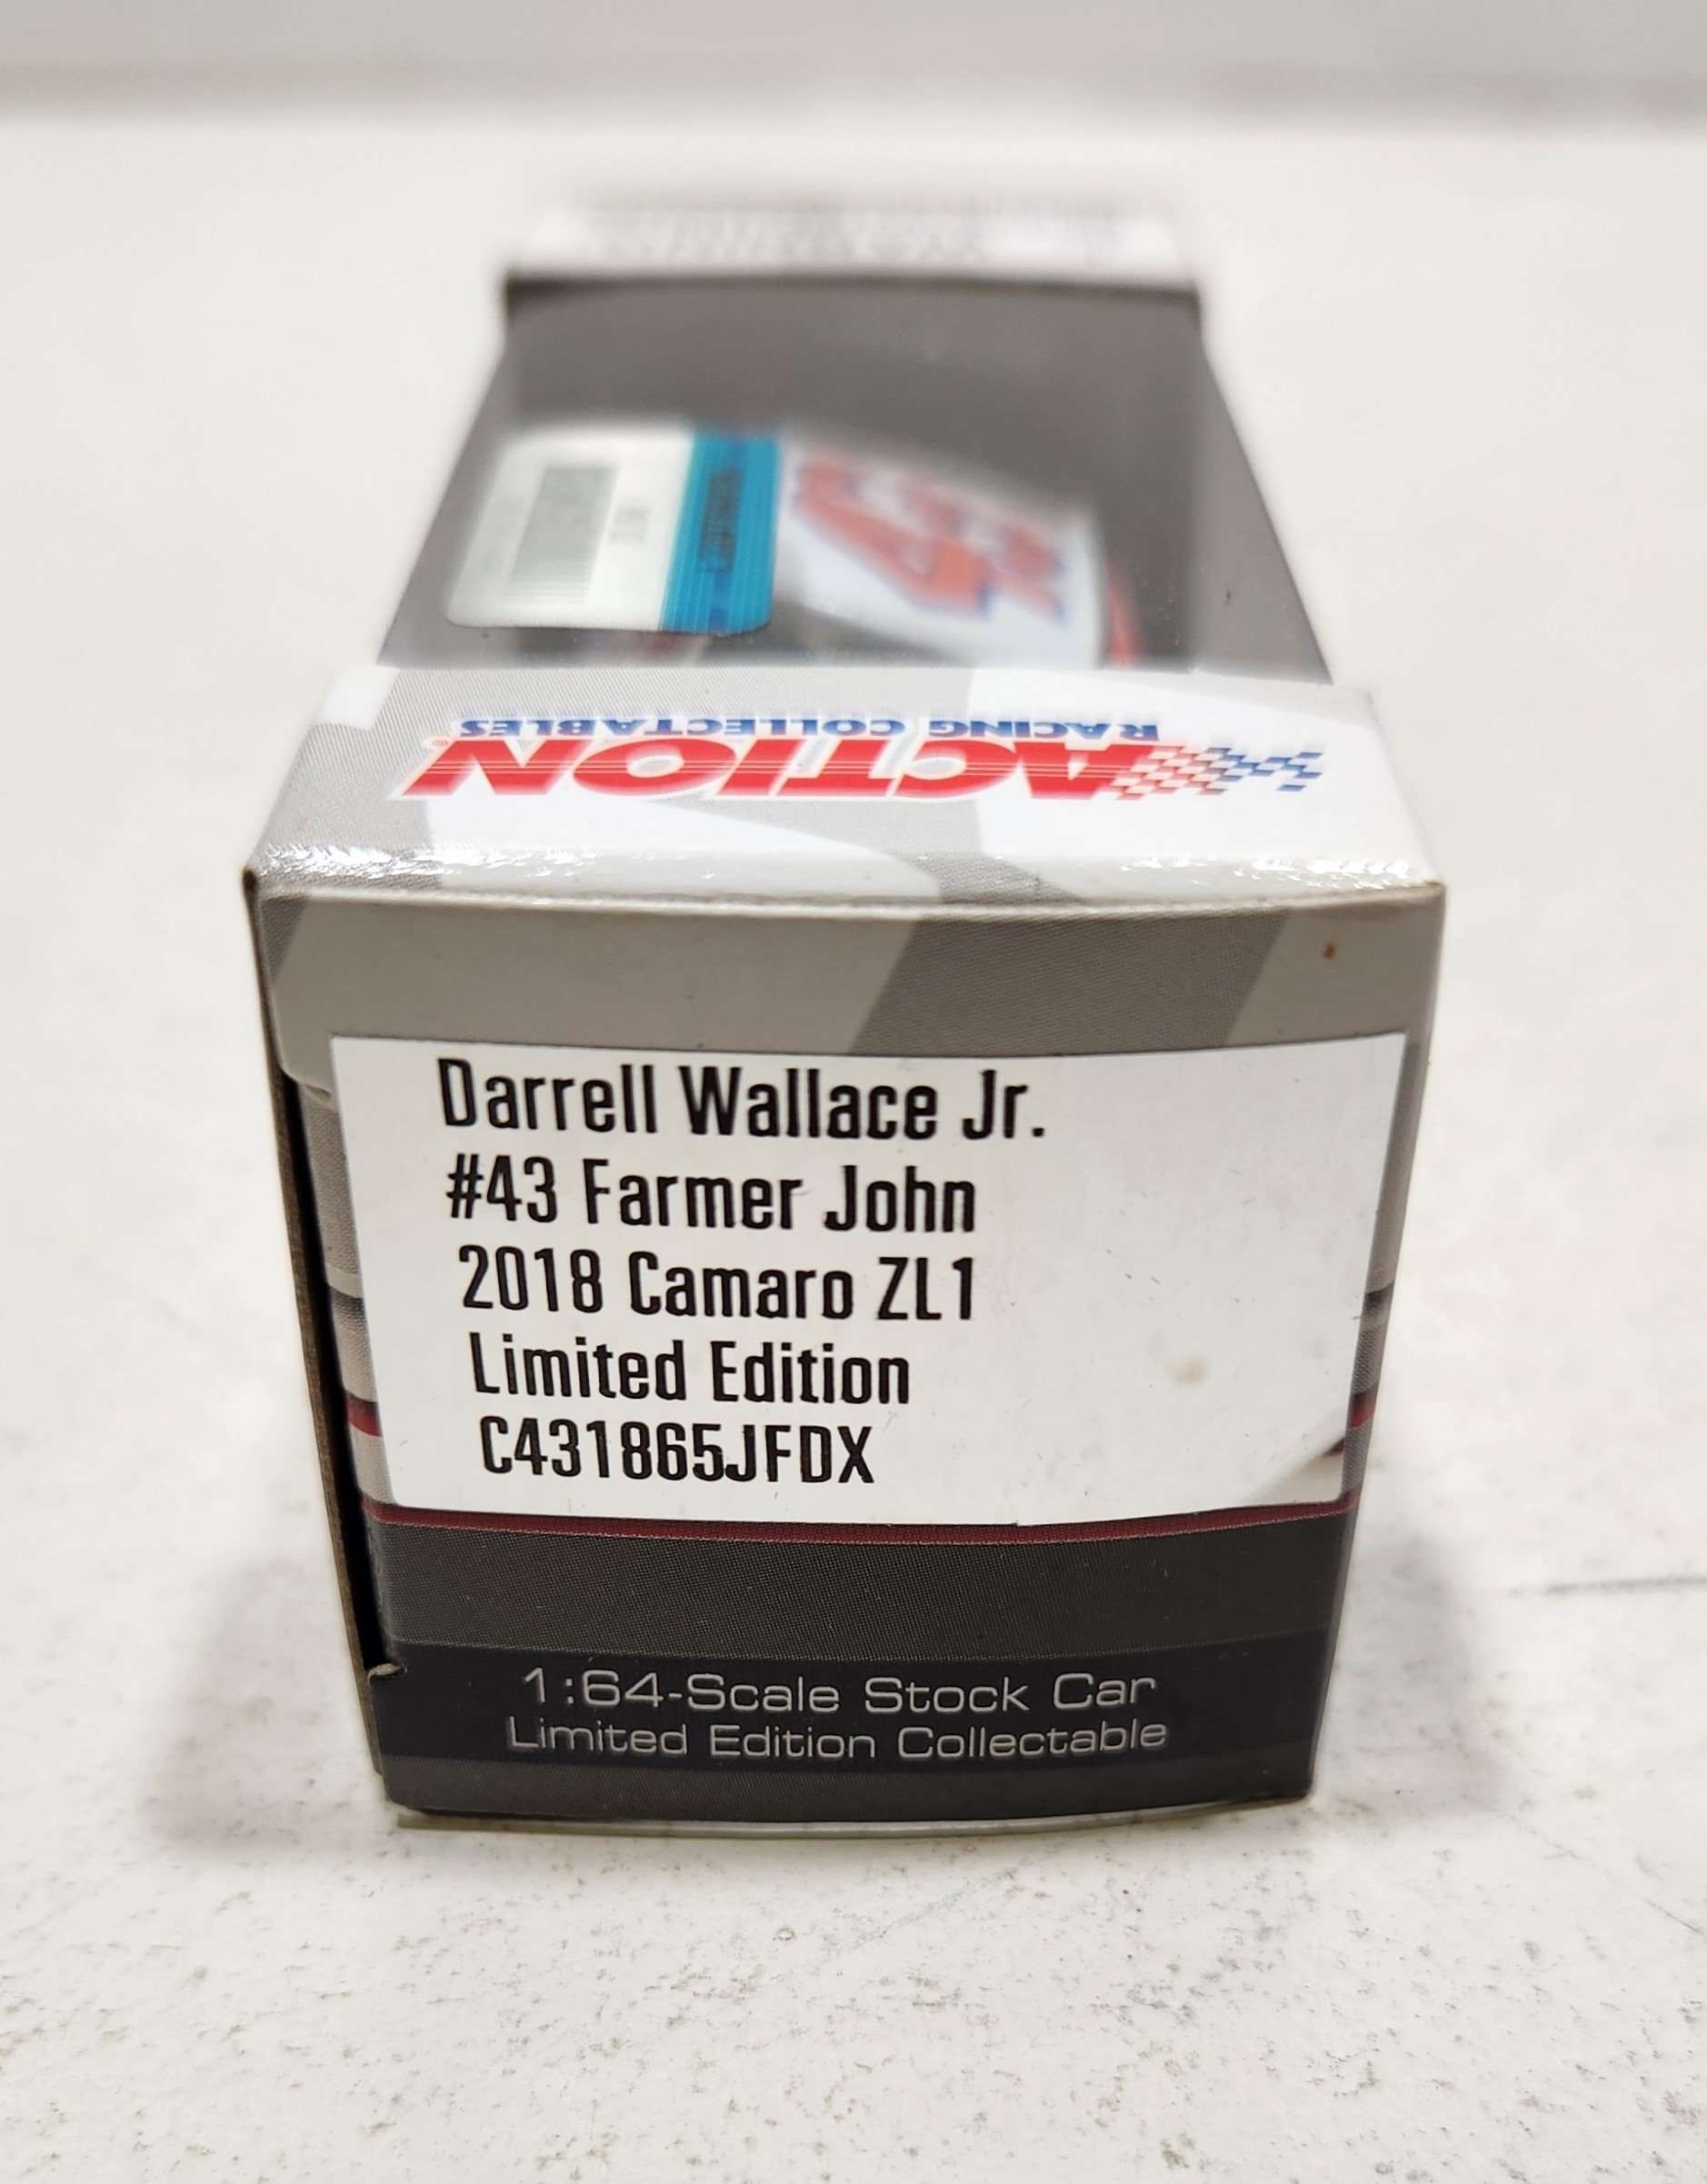 43
RACING COLLECTABLES
ACTION®
Darrell Wallace Jr.
#43 Farmer John
2018 Camaro ZL1
Limited Edition
C431865JFDX
1:64-Scale Stock Car
Limited Edition Collectable